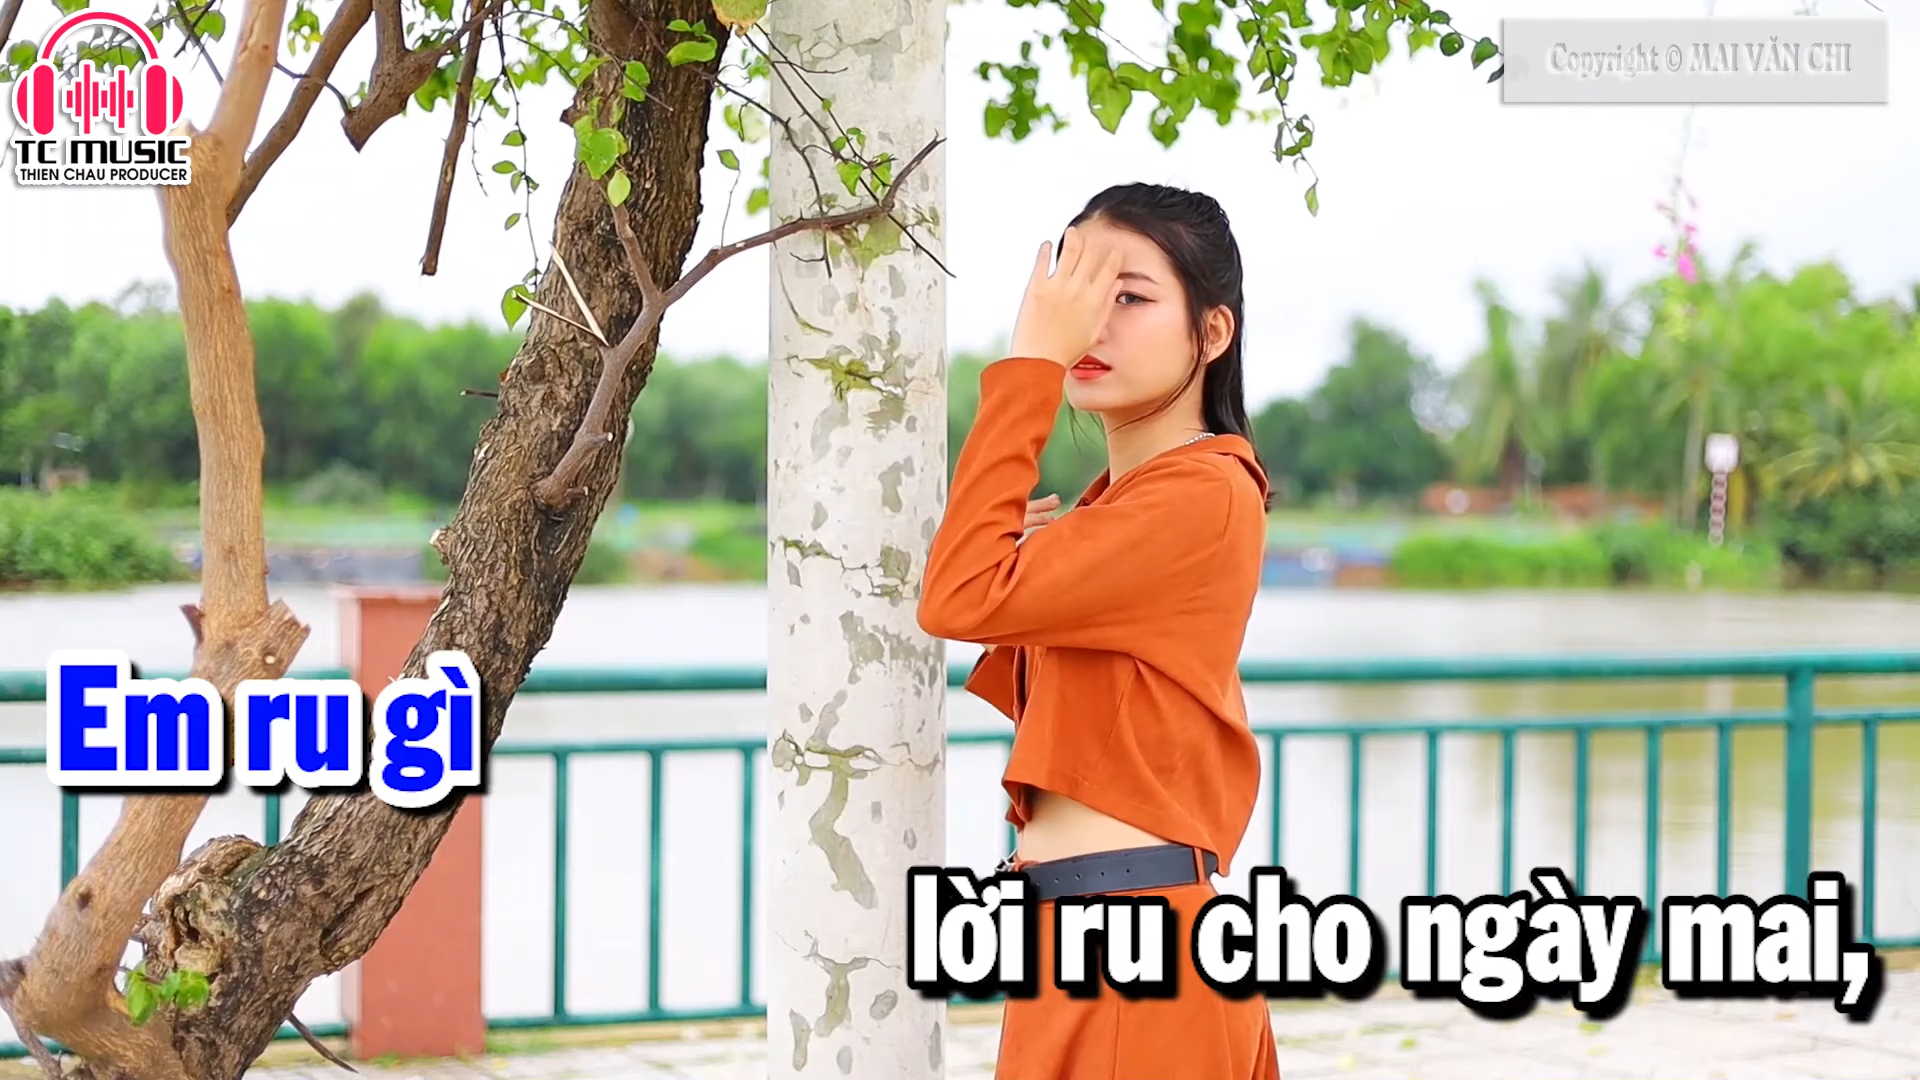 TC MUSIC
THIEN CHAU PRODUCER
Copyright © MAI VĂN CHI
Em ru gì
lời ru cho ngày mai,